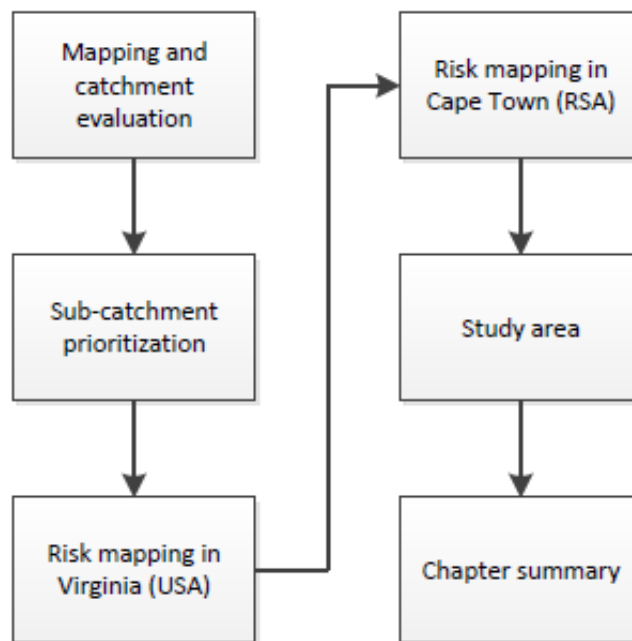 Mapping and
catchment
evaluation
Sub-catchment
prioritization
Risk mapping in
Virginia (USA)
Risk mapping in
Cape Town (RSA)
Study area
Chapter summary